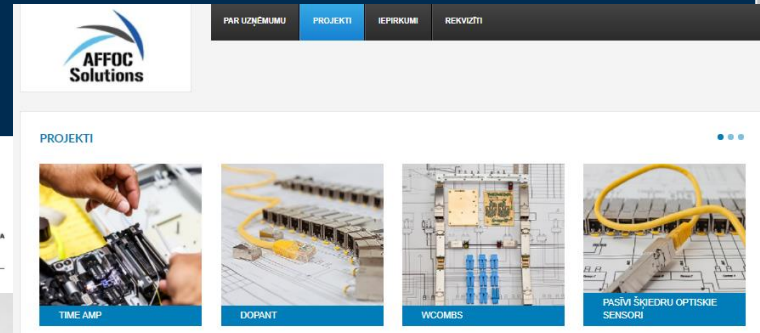 AFFOC
Solutions
PAR UZŅĒMUMU PROJEKTI IEPIRKUMI REKVIZĪTI
PROJEKTI
TIME AMP
DOPANT
WCOMBS
PASĪVI ŠĶIEDRU OPTISKIE
SENSORI